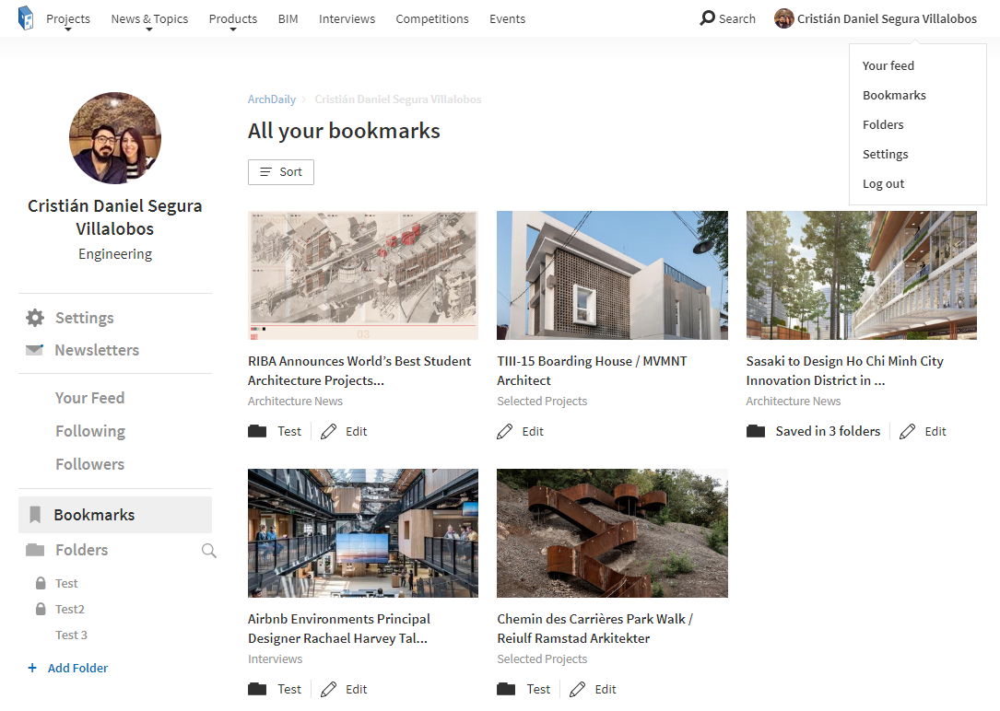 Projects News & Topics Products BIM Interviews Competitions Events Search Cristián Daniel Segura Villalobos
Your feed
Bookmarks
Folders
Settings
Log out
Cristián Daniel Segura
Villalobos
Engineering
Settings
Newsletters
Your Feed
Following
Followers
Bookmarks
Folders
Test
Test2
Test 3
+ Add Folder
ArchDaily Cristián Daniel Segura Villalobos
All your bookmarks
Sort
03
RIBA Announces World’s Best Student
Architecture Projects...
Architecture News
Test Edit
TIII-15 Boarding House / MVMNT
Architect
Selected Projects
Edit
Sasaki to Design Ho Chi Minh City
Innovation District in ...
Architecture News
Saved in 3 folders Edit
Airbnb Environments Principal
Designer Rachael Harvey Tal...
Interviews
Test Edit
Chemin des Carrières Park Walk /
Reiulf Ramstad Arkitekter
Selected Projects
Test Edit